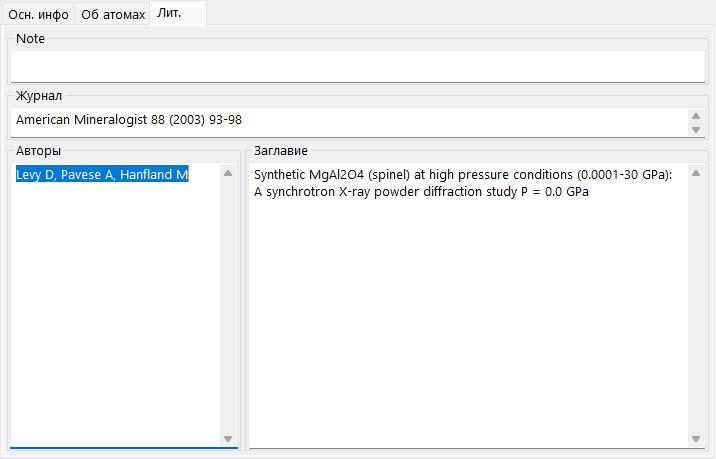 Осн. инфо Об атомах Лит.
Note
Журнал
American Mineralogist 88 (2003) 93-98
Авторы
Levy D, Pavese A, Hanfland M
Заглавие
Synthetic MgAl2O4 (spinel) at high pressure conditions (0.0001-30 GPa):
A synchrotron X-ray powder diffraction study P = 0.0 GPa